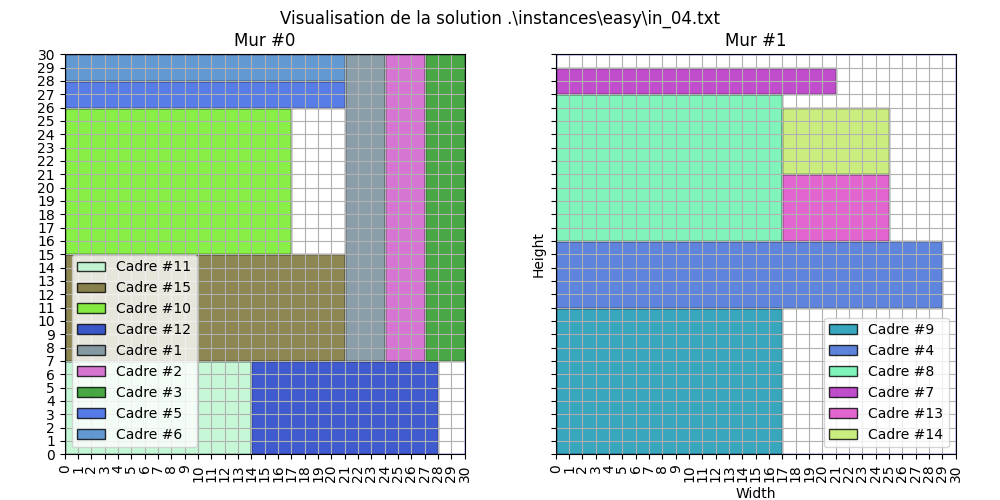 Visualisation de la solution .\instances\easy\in_04.txt
Mur #0
30
29
28
27
26
25
24
23
22
21
20
19
18
17
16
15
14
13
12
11
10
9
8
7
6
5
4
3
2
1
0
Cadre #11
Cadre #15
Cadre #10
Cadre #12
Cadre #1
Cadre #2
Cadre #3
Cadre #5
Cadre #6
0 1 2 3 4 5 6 7 8 9 10 11 12 13 14 15 16 17 18 19 20 21 22 23 24 25 26 27 28 29 30
Mur #1
Height
Cadre #9
Cadre #4
Cadre #8
Cadre #7
Cadre #13
Cadre #14
0 1 2 3 4 5 6 7 8 9 10 11 12 13 14 15 16 17 18 19 20 21 22 23 24 25 26 27 28 29 30
Width